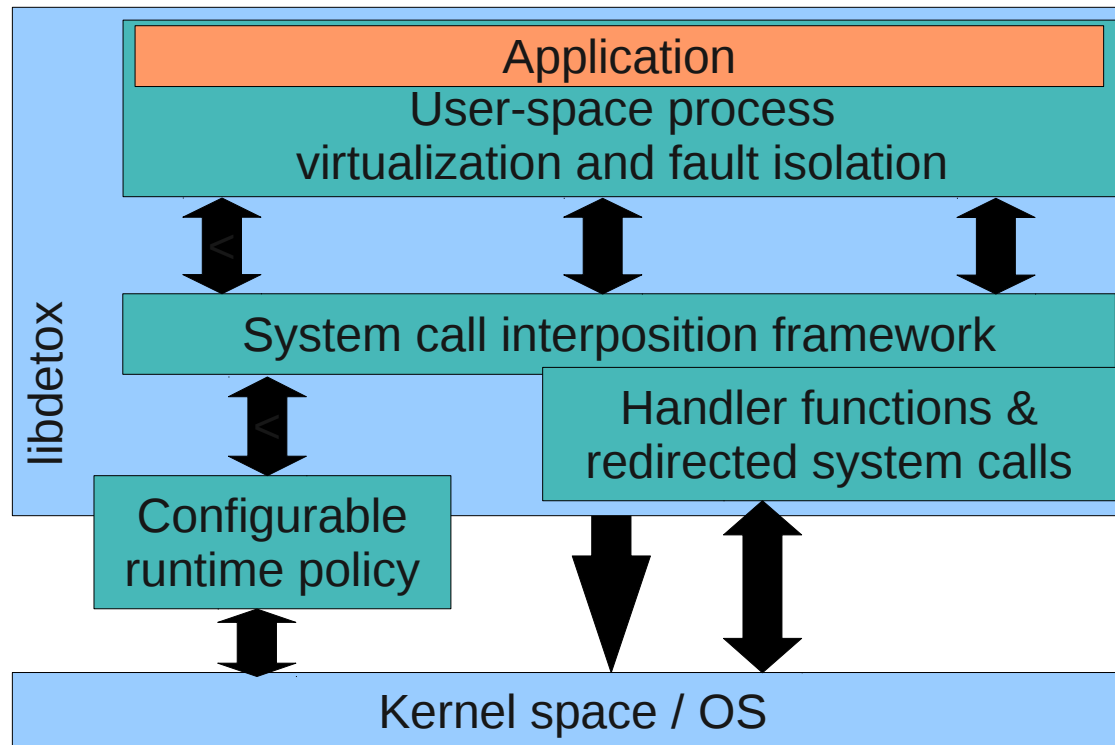 Application
User-space process
virtualization and fault isolation
<
System call interposition framework
libdetox
<
Handler functions &
redirected system calls
Configurable
runtime policy
Kernel space / OS